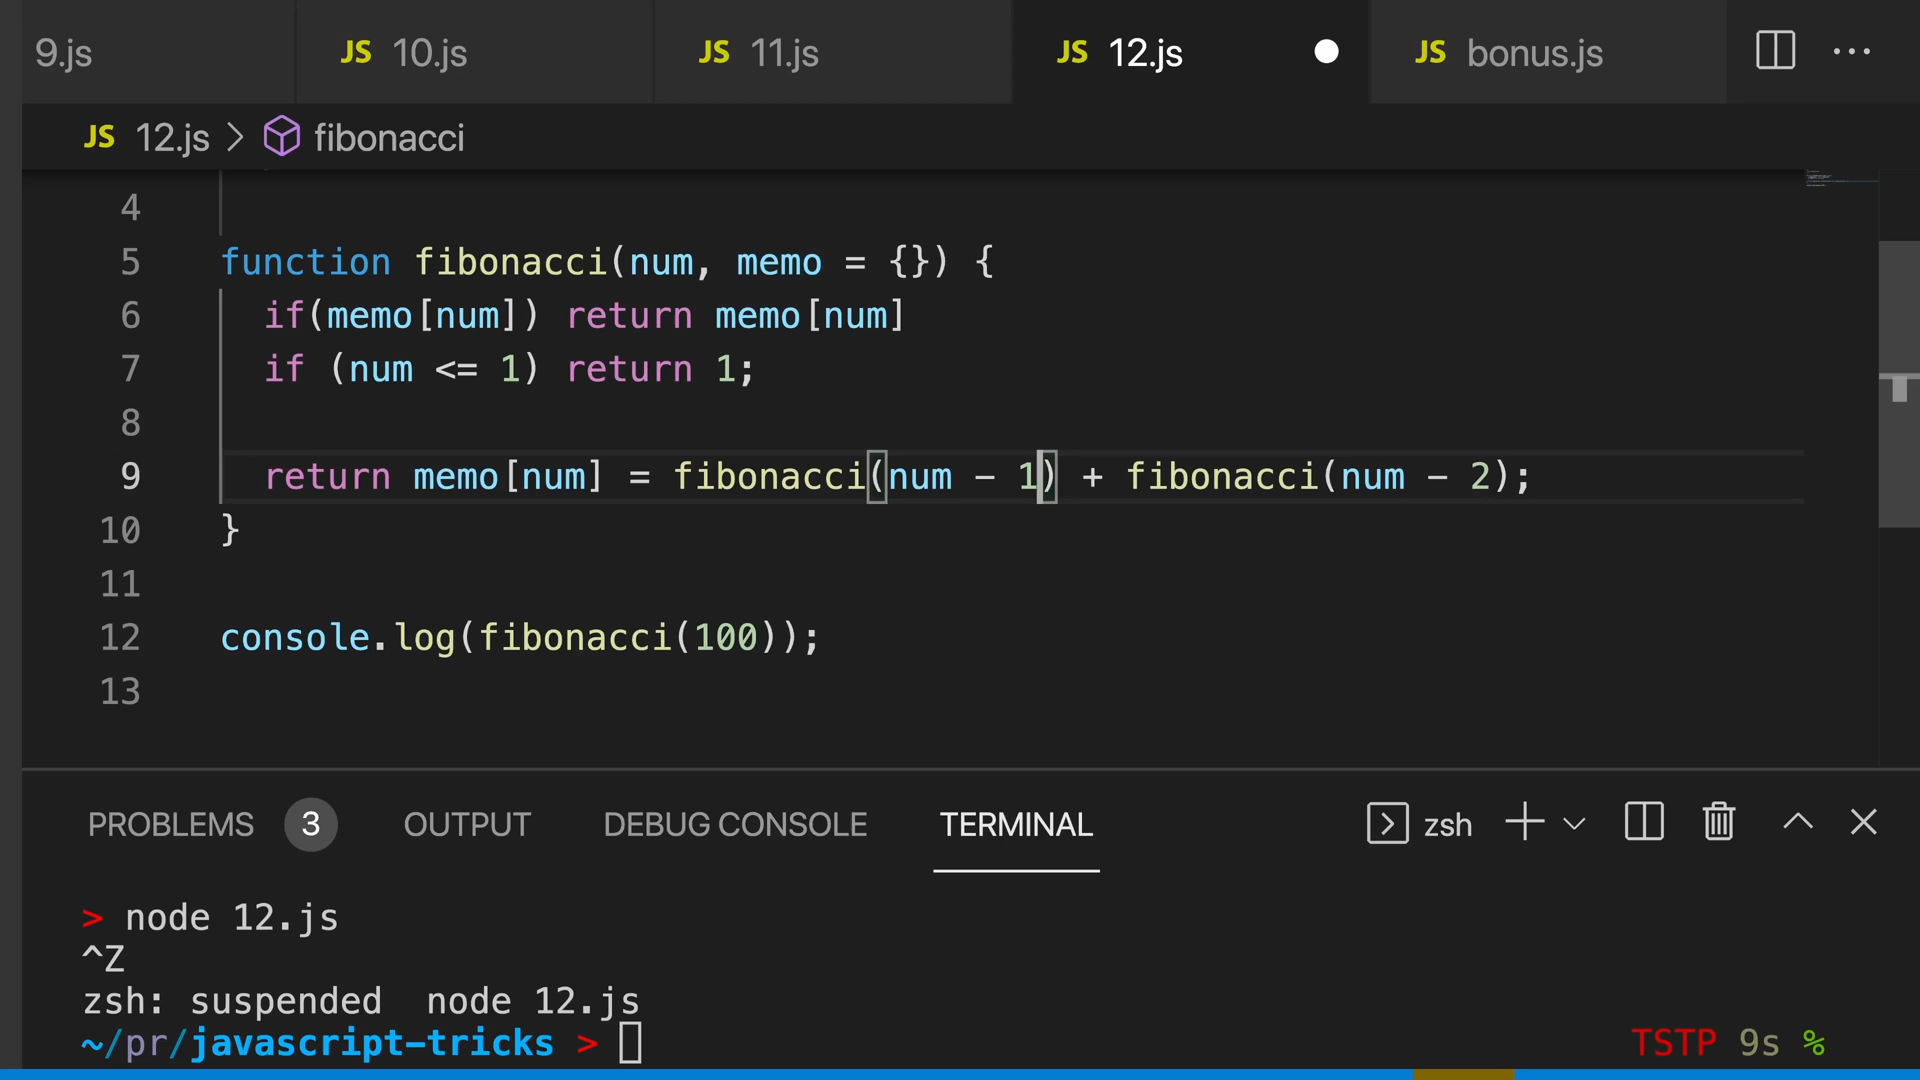 9.js JS 10.js JS 11.js JS 12.js JS bonus.js ...
JS 12.js > fibonacci
4
5 function fibonacci(num, memo = {}) {
6 if(memo[num]) return memo[num]
7 if (num <= 1) return 1;
8
9 return memo[num] = fibonacci(num - 1) + fibonacci(num - 2);
10 }
11
12 console.log(fibonacci(100));
13
PROBLEMS 3 OUTPUT DEBUG CONSOLE TERMINAL zsh
> node 12.js
^Z
zsh: suspended node 12.js
~/pr/javascript-tricks > TSTP 9s %